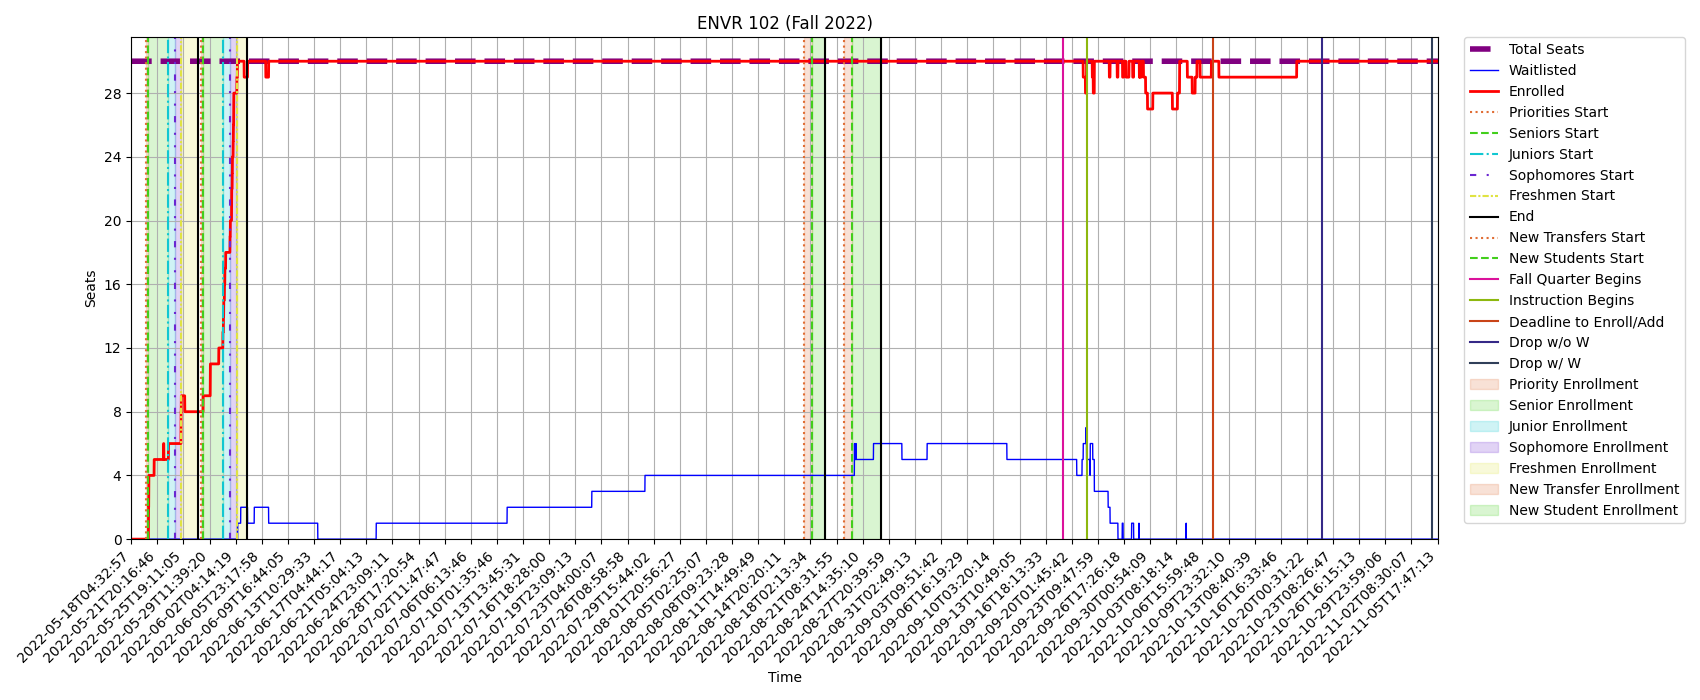 ENVR 102 (Fall 2022)
Seats
28
24
20
16
12
8
4
0
2022-05-18T04:32:57
2022-05-21T20:16:46
2022-05-25T19:11:05
2022-05-29T11:39:20
2022-06-02T04:14:19
2022-06-05T23:17:58
2022-06-09T16:44:05
2022-06-13T10:29:33
2022-06-17T04:44:17
2022-06-21T05:04:13
2022-06-24T23:09:11
2022-06-28T17:20:54
2022-07-02T11:47:47
2022-07-06T06:13:46
2022-07-10T01:35:46
2022-07-13T13:45:31
2022-07-16T18:28:00
2022-07-19T23:09:13
2022-07-23T04:00:07
2022-07-26T08:58:58
2022-07-29T15:44:02
2022-08-01T20:56:27
2022-08-05T02:25:07
2022-08-08T09:23:28
2022-08-11T14:49:49
2022-08-14T20:20:11
2022-08-18T02:13:34
2022-08-21T08:31:55
2022-08-24T14:35:10
2022-08-27T20:39:59
2022-08-31T02:49:13
2022-09-03T09:51:42
2022-09-06T16:19:29
2022-09-10T03:20:14
2022-09-13T10:49:05
2022-09-16T18:13:33
2022-09-20T01:45:42
2022-09-23T09:47:59
2022-09-26T17:26:18
2022-09-30T00:54:09
2022-10-03T08:18:14
2022-10-06T15:59:48
2022-10-09T23:32:10
2022-10-13T08:40:39
2022-10-16T16:33:46
2022-10-20T00:31:22
2022-10-23T08:26:47
2022-10-26T16:15:13
2022-10-29T23:59:06
2022-11-02T08:30:07
2022-11-05T17:47:13
Time
Total Seats
Waitlisted
Enrolled
Priorities Start
Seniors Start
Juniors Start
Sophomores Start
Freshmen Start
End
New Transfers Start
New Students Start
Fall Quarter Begins
Instruction Begins
Deadline to Enroll/Add
Drop w/o W
Drop w/ W
Priority Enrollment
Senior Enrollment
Junior Enrollment
Sophomore Enrollment
Freshmen Enrollment
New Transfer Enrollment
New Student Enrollment